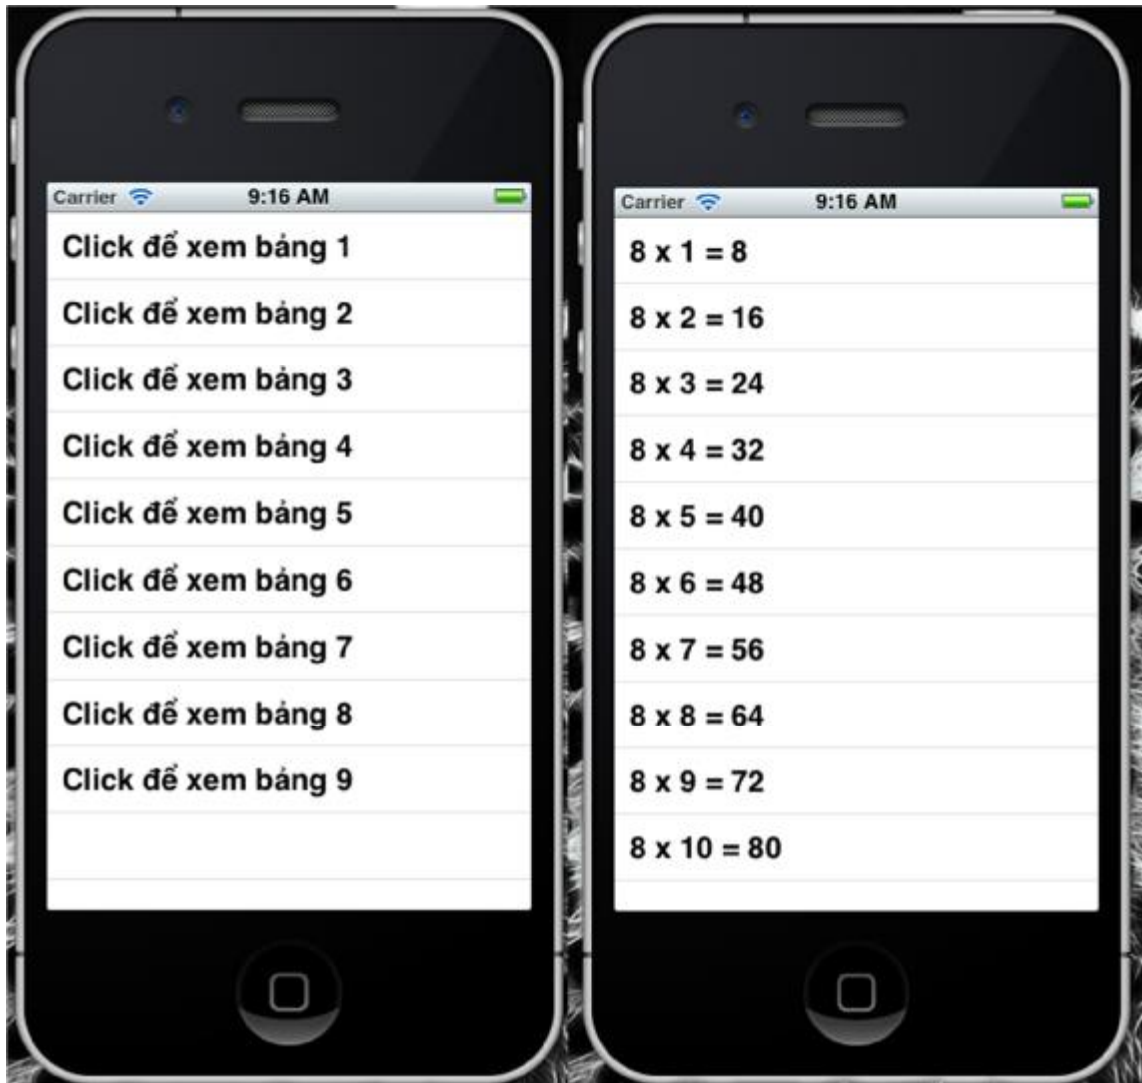 Carrier 9:16 AM
Click để xem bảng 1
Click để xem bảng 2
Click để xem bảng 3
Click để xem bảng 4
Click để xem bảng 5
Click để xem bảng 6
Click để xem bảng 7
Click để xem bảng 8
Click để xem bảng 9
Carrier 9:16 AM
8 x 1 = 8
8 x 2 = 16
8 x 3 = 24
8 x 4 = 32
8 x 5 = 40
8 x 6 = 48
8 x 7 = 56
8 x 8 = 64
8 x 9 = 72
8 x 10 = 80